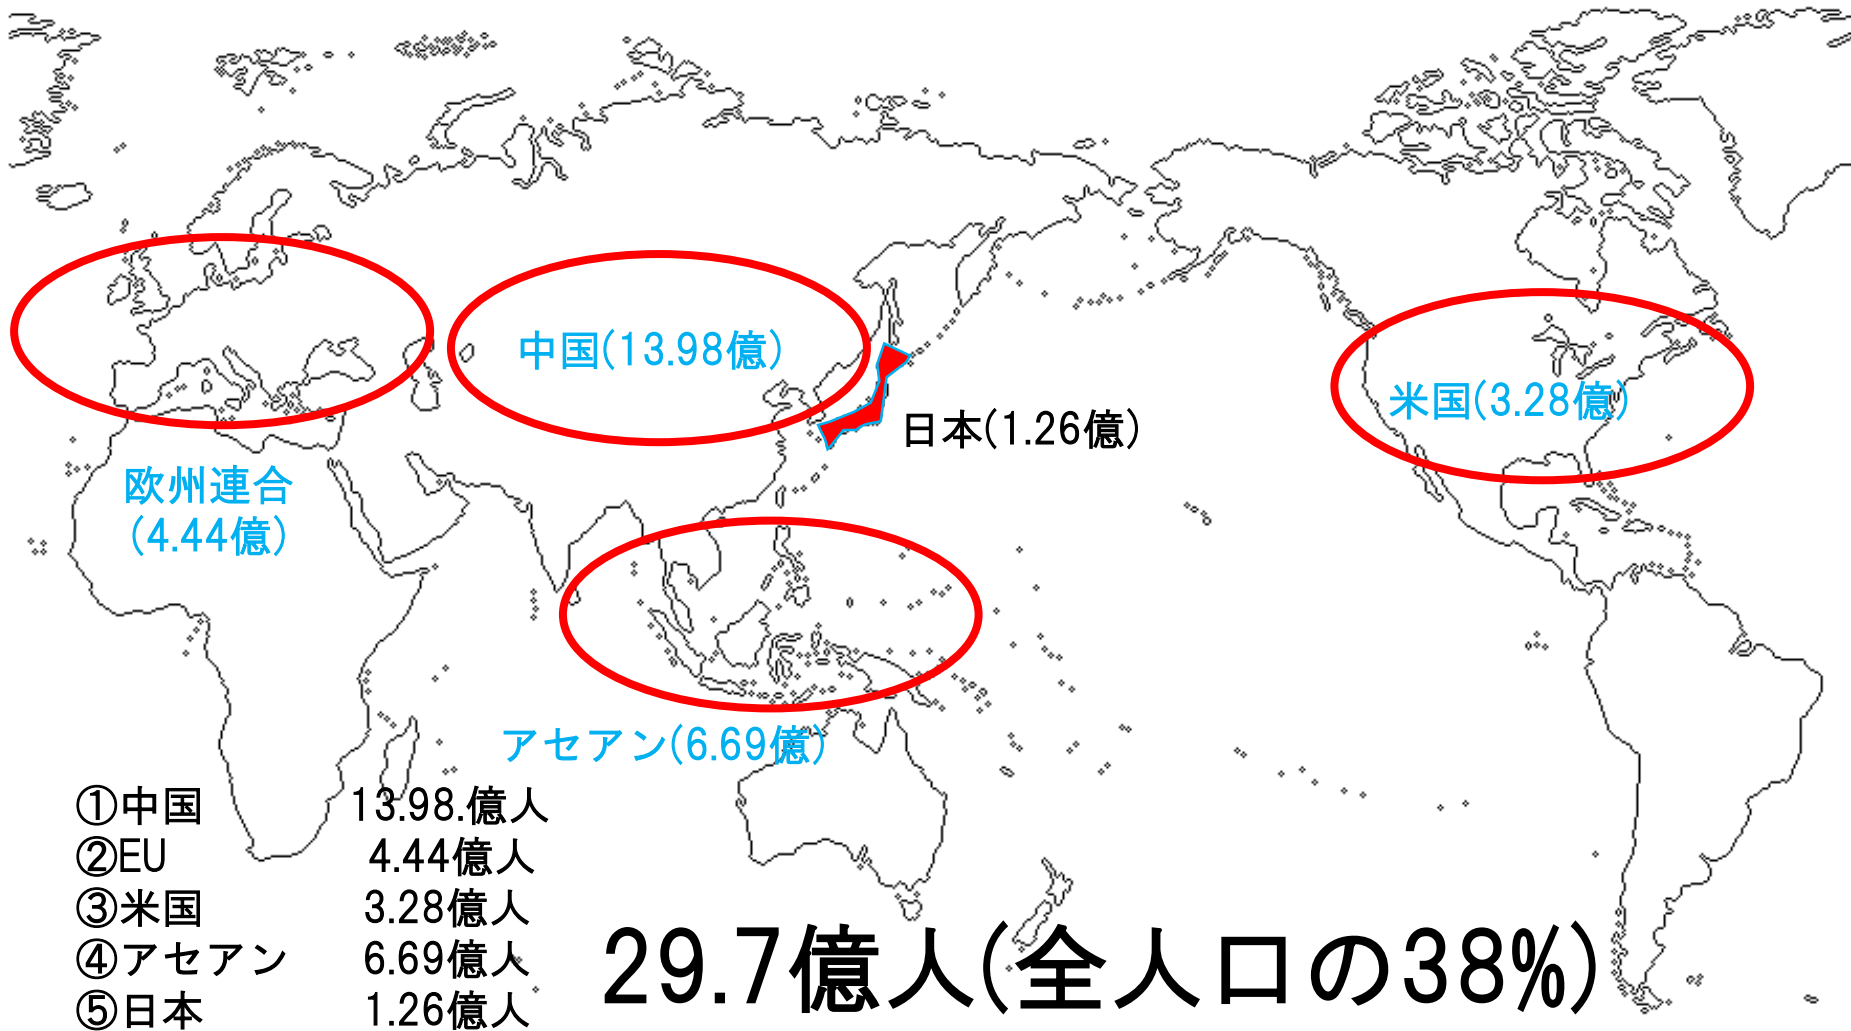 中国(13.98億)
米国(3.28億)
日本(1.26億)
欧州連合
(4.44億)
アセアン(6.69億)
①中国 13.98.億人
②EU 4.44億人
③米国 3.28億人
④アセアン 6.69億人
⑤日本 1.26億人
29.7億人(全人口の38%)